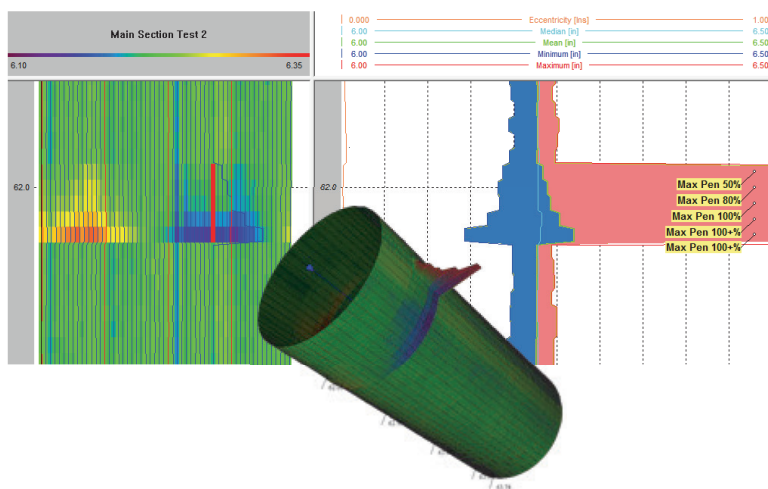 Main Section Test 2
6.10 6.35
0.000 Eccentricity [Ins] 1.00
6.00 Median [in] 6.50
6.00 Mean [in] 6.50
6.00 Minimum [in] 6.50
6.00 Maximum [in] 6.50
62.0
62.0
Max Pen 50%
Max Pen 80%
Max Pen 100%
Max Pen 100+%
Max Pen 100+%